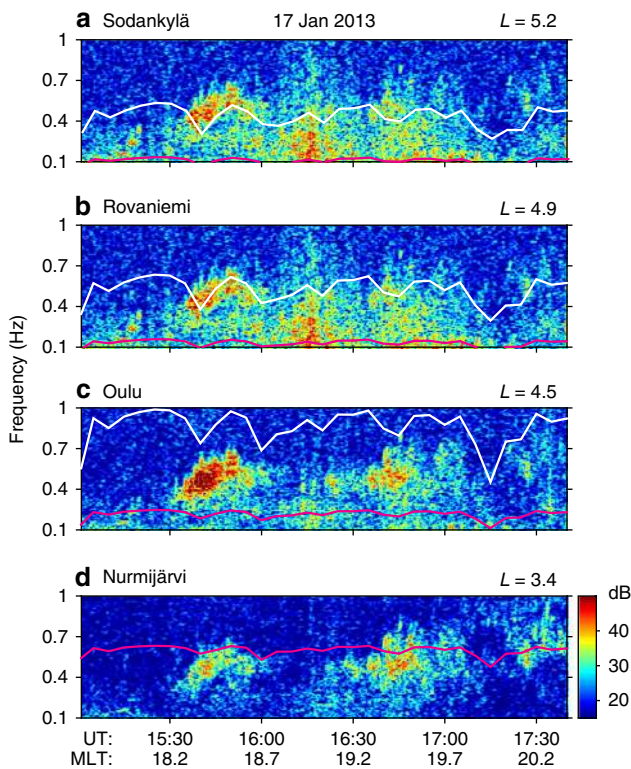 a Sodankylä 17 Jan 2013 L = 5.2
1
0.7
0.4
0.1
b Rovaniemi L = 4.9
1
0.7
0.4
0.1
c Oulu L = 4.5
1
0.7
0.4
0.1
d Nurmijärvi L = 3.4
1
0.7
0.4
0.1
Frequency (Hz)
dB
40
30
20
UT: 15:30 16:00 16:30 17:00 17:30
MLT: 18.2 18.7 19.2 19.7 20.2